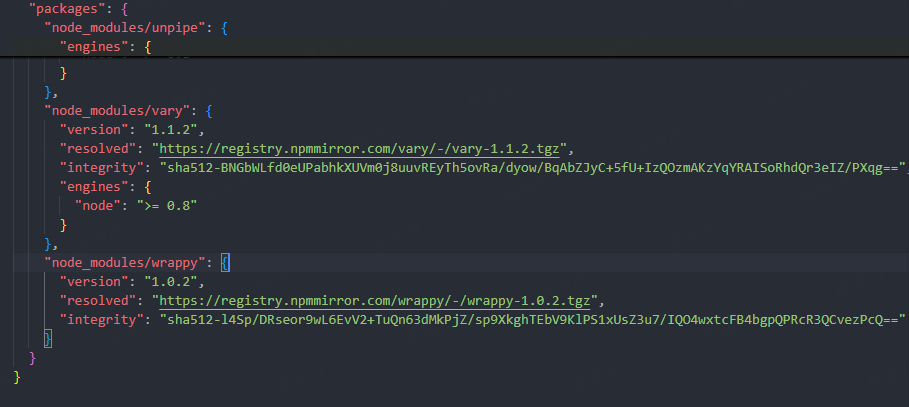 "packages": {
"node_modules/unpipe": {
"engines": {
}
},
"node_modules/vary": {
"version": "1.1.2",
"resolved": "https://registry.npmmirror.com/vary/-/vary-1.1.2.tgz",
"integrity": "sha512-BNGbWLfd0eUPabhkXUVm0j8uuvREyTh5ovRa/dyow/BqAbZJyC+5fU+IzQOzmAKzYqYRAISoRhdQr3eIZ/PXqg==",
"engines": {
"node": ">= 0.8"
}
},
"node_modules/wrappy": {
"version": "1.0.2",
"resolved": "https://registry.npmmirror.com/wrappy/-/wrappy-1.0.2.tgz",
"integrity": "sha512-l4Sp/DRseor9wL6EvV2+TuQn63dMkPjZ/sp9XkghTEbV9KlPS1xUsZ3u7/IQO4wxtcFB4bgpQPRcR3QCvezPcQ=="
}
}
}